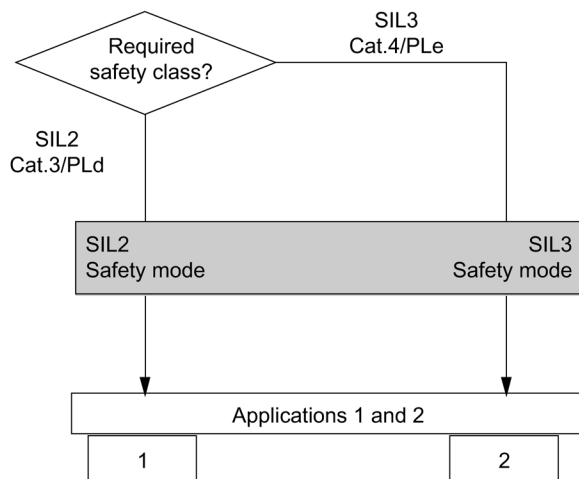 Required
safety class?
SIL3
Cat.4/PLe
SIL2
Cat.3/PLd
SIL2
Safety mode
SIL3
Safety mode
Applications 1 and 2
1
2